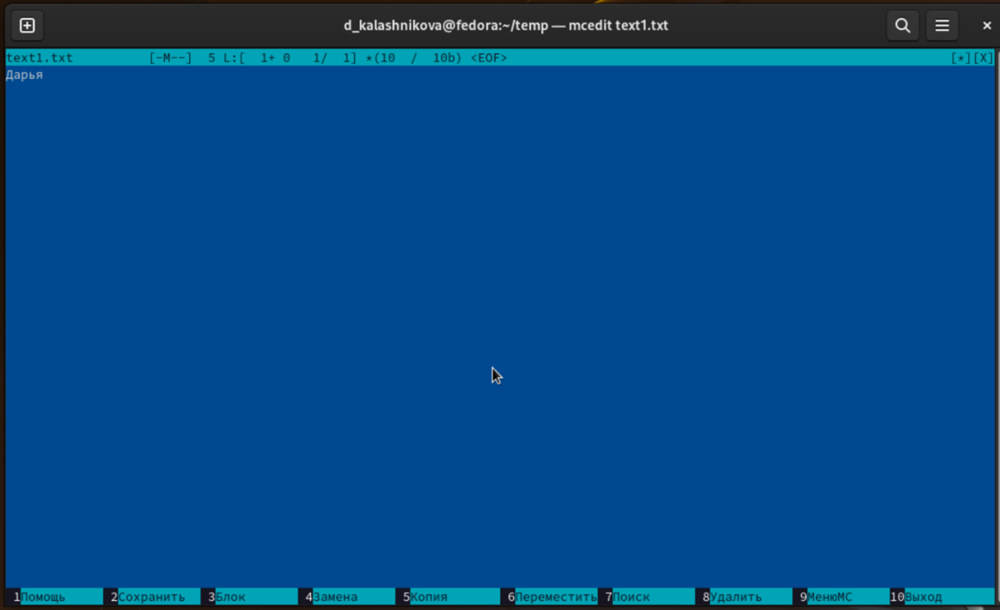 d_kalashnikova@fedora:~/temp — mcedit text1.txt
text1.txt [-M--] 5 L:[ 1+ 0 1/ 1] *(10 / 10b) <EOF> [*][X]
Дарья
1Помощь 2Сохранить 3Блок 4Замена 5Копия 6Переместить 7Поиск 8Удалить 9МенюМС 10Выход